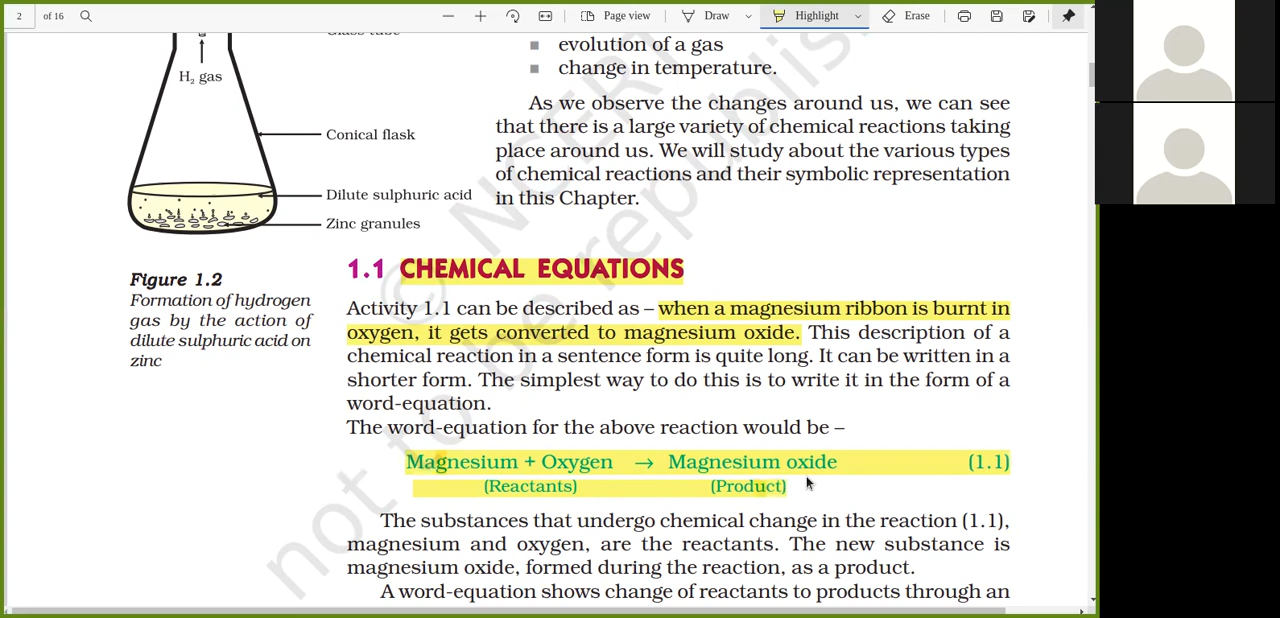 2 of 16 Page view Draw Highlight Erase
H2 gas
Conical flask
Dilute sulphuric acid
Zinc granules
Figure 1.2
Formation of hydrogen
gas by the action of
dilute sulphuric acid on
zinc
evolution of a gas
change in temperature.
As we observe the changes around us, we can see
that there is a large variety of chemical reactions taking
place around us. We will study about the various types
of chemical reactions and their symbolic representation
in this Chapter.
1.1 CHEMICAL EQUATIONS
Activity 1.1 can be described as – when a magnesium ribbon is burnt in
oxygen, it gets converted to magnesium oxide. This description of a
chemical reaction in a sentence form is quite long. It can be written in a
shorter form. The simplest way to do this is to write it in the form of a
word-equation.
The word-equation for the above reaction would be –
Magnesium + Oxygen → Magnesium oxide (1.1)
(Reactants) (Product)
The substances that undergo chemical change in the reaction (1.1),
magnesium and oxygen, are the reactants. The new substance is
magnesium oxide, formed during the reaction, as a product.
A word-equation shows change of reactants to products through an
© NCERT
not to be republish